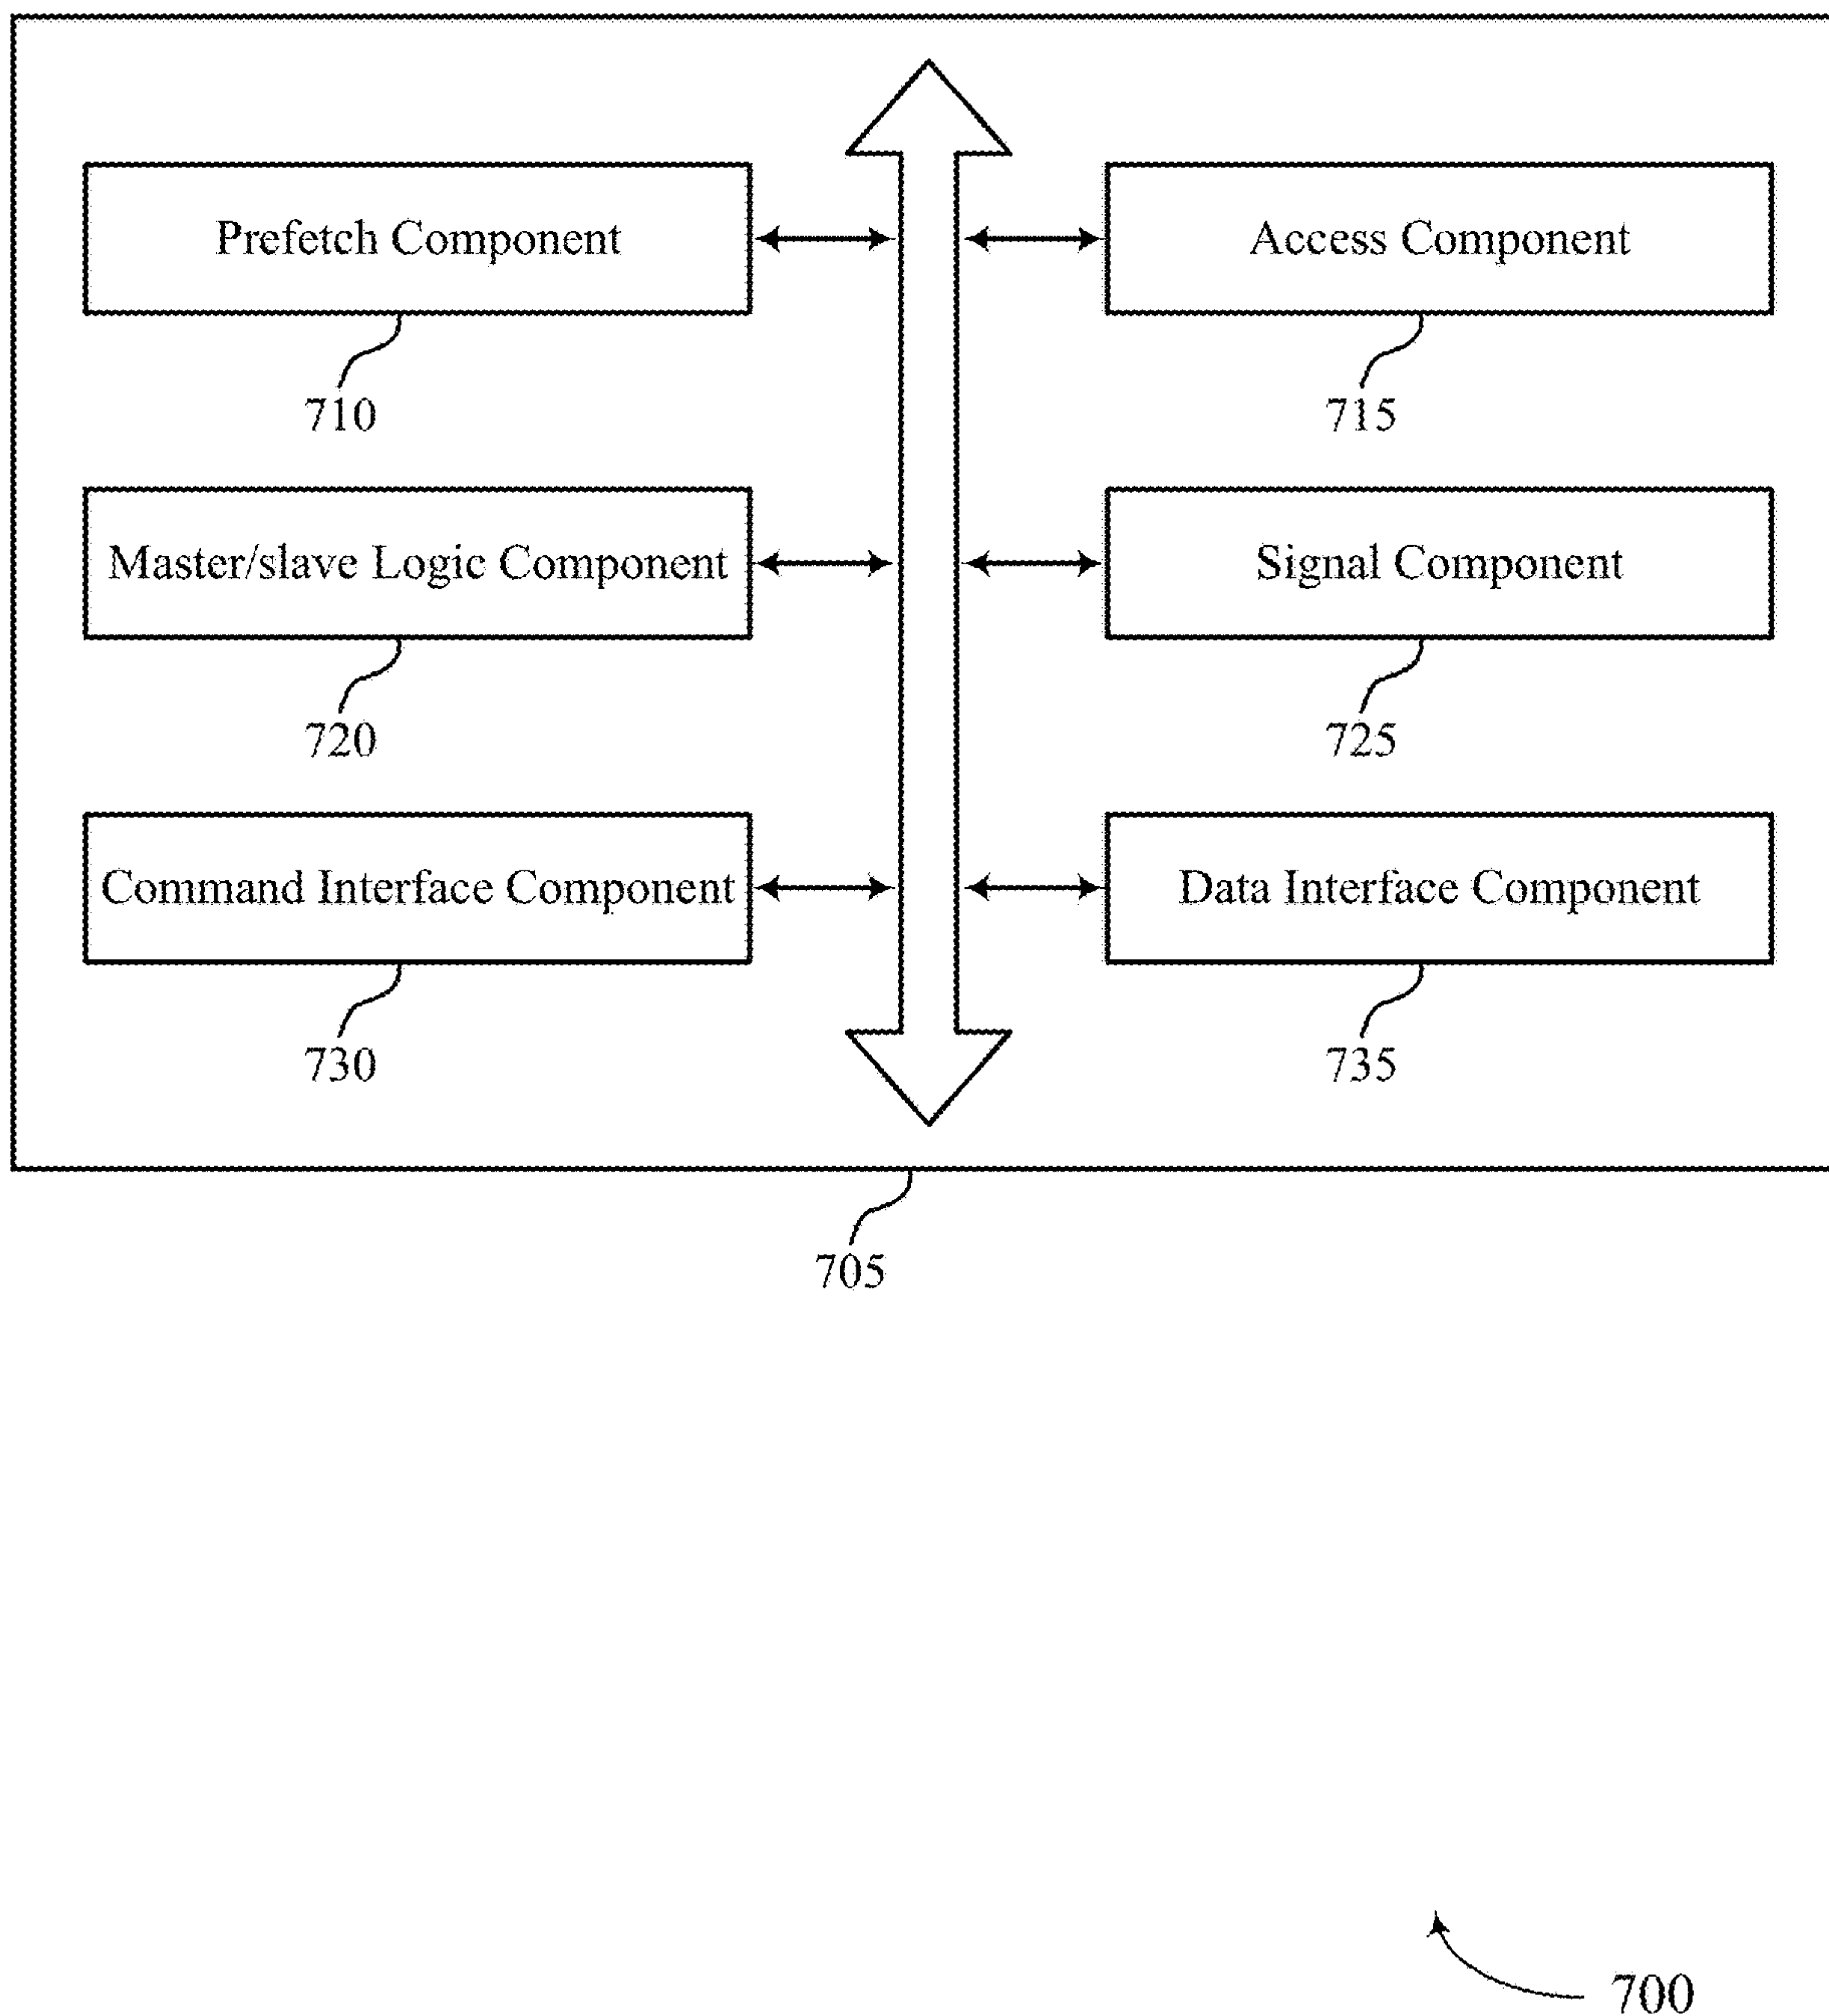 Prefetch Component
Access Component
710
715
Master/slave Logic Component
Signal Component
720
725
Command Interface Component
Data Interface Component
730
735
705
700